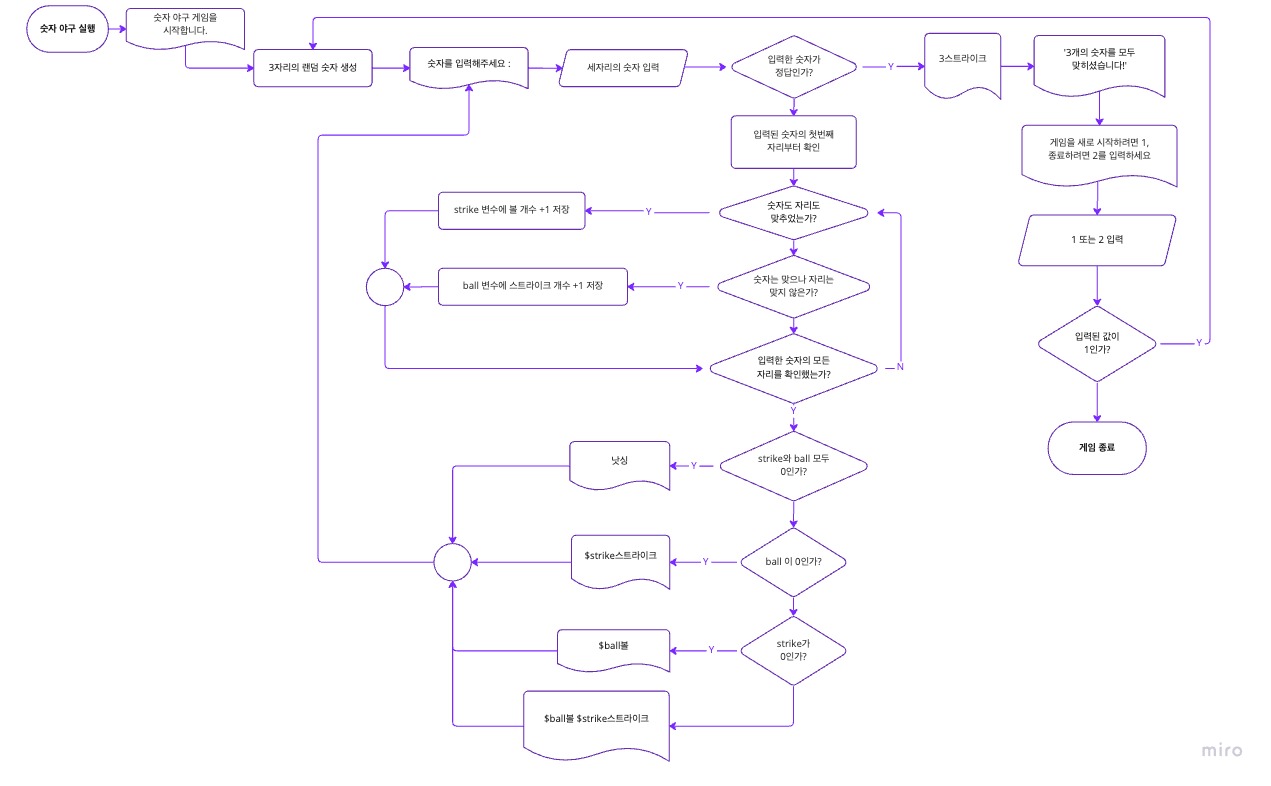 숫자 야구 실행
숫자 야구 게임을
시작합니다.
3자리의 랜덤 숫자 생성
숫자를 입력해주세요 :
세자리의 숫자 입력
입력한 숫자가
정답인가?
Y
3스트라이크
'3개의 숫자를 모두
맞히셨습니다!'
입력된 숫자의 첫번째
자리부터 확인
게임을 새로 시작하려면 1,
종료하려면 2를 입력하세요
strike 변수에 볼 개수 +1 저장
Y
숫자도 자리도
맞추었는가?
1 또는 2 입력
ball 변수에 스트라이크 개수 +1 저장
Y
숫자는 맞으나 자리는
맞지 않은가?
입력된 값이
1인가?
Y
입력한 숫자의 모든
자리를 확인했는가?
N
Y
낫싱
Y
strike와 ball 모두
0인가?
게임 종료
$strike스트라이크
Y
ball 이 0인가?
$ball볼
Y
strike가
0인가?
$ball볼 $strike스트라이크
miro